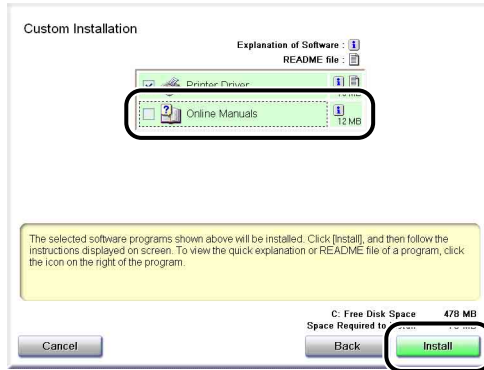 Custom Installation
Explanation of Software :
README file :
Printer Driver
Online Manuals
12 MB
The selected software programs shown above will be installed. Click [Install], and then follow the
instructions displayed on screen. To view the quick explanation or README file of a program, click
the icon on the right of the program.
C: Free Disk Space 478 MB
Space Required to
Cancel
Back
Install